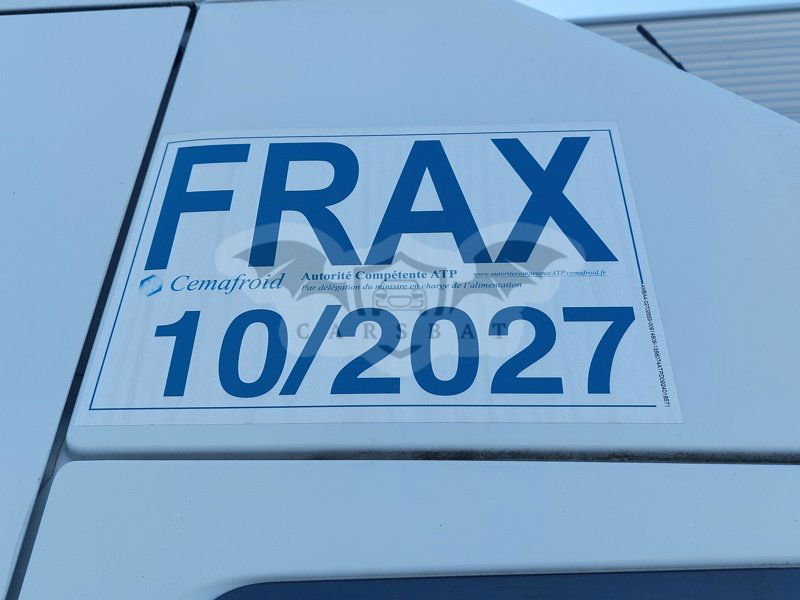 FRAX
Cemafroid Autorité Compétente ATP www.autoritecompetenteATP.cemafroid.fr
Par délégation du ministre en charge de l'alimentation
CARSBAT
10/2027